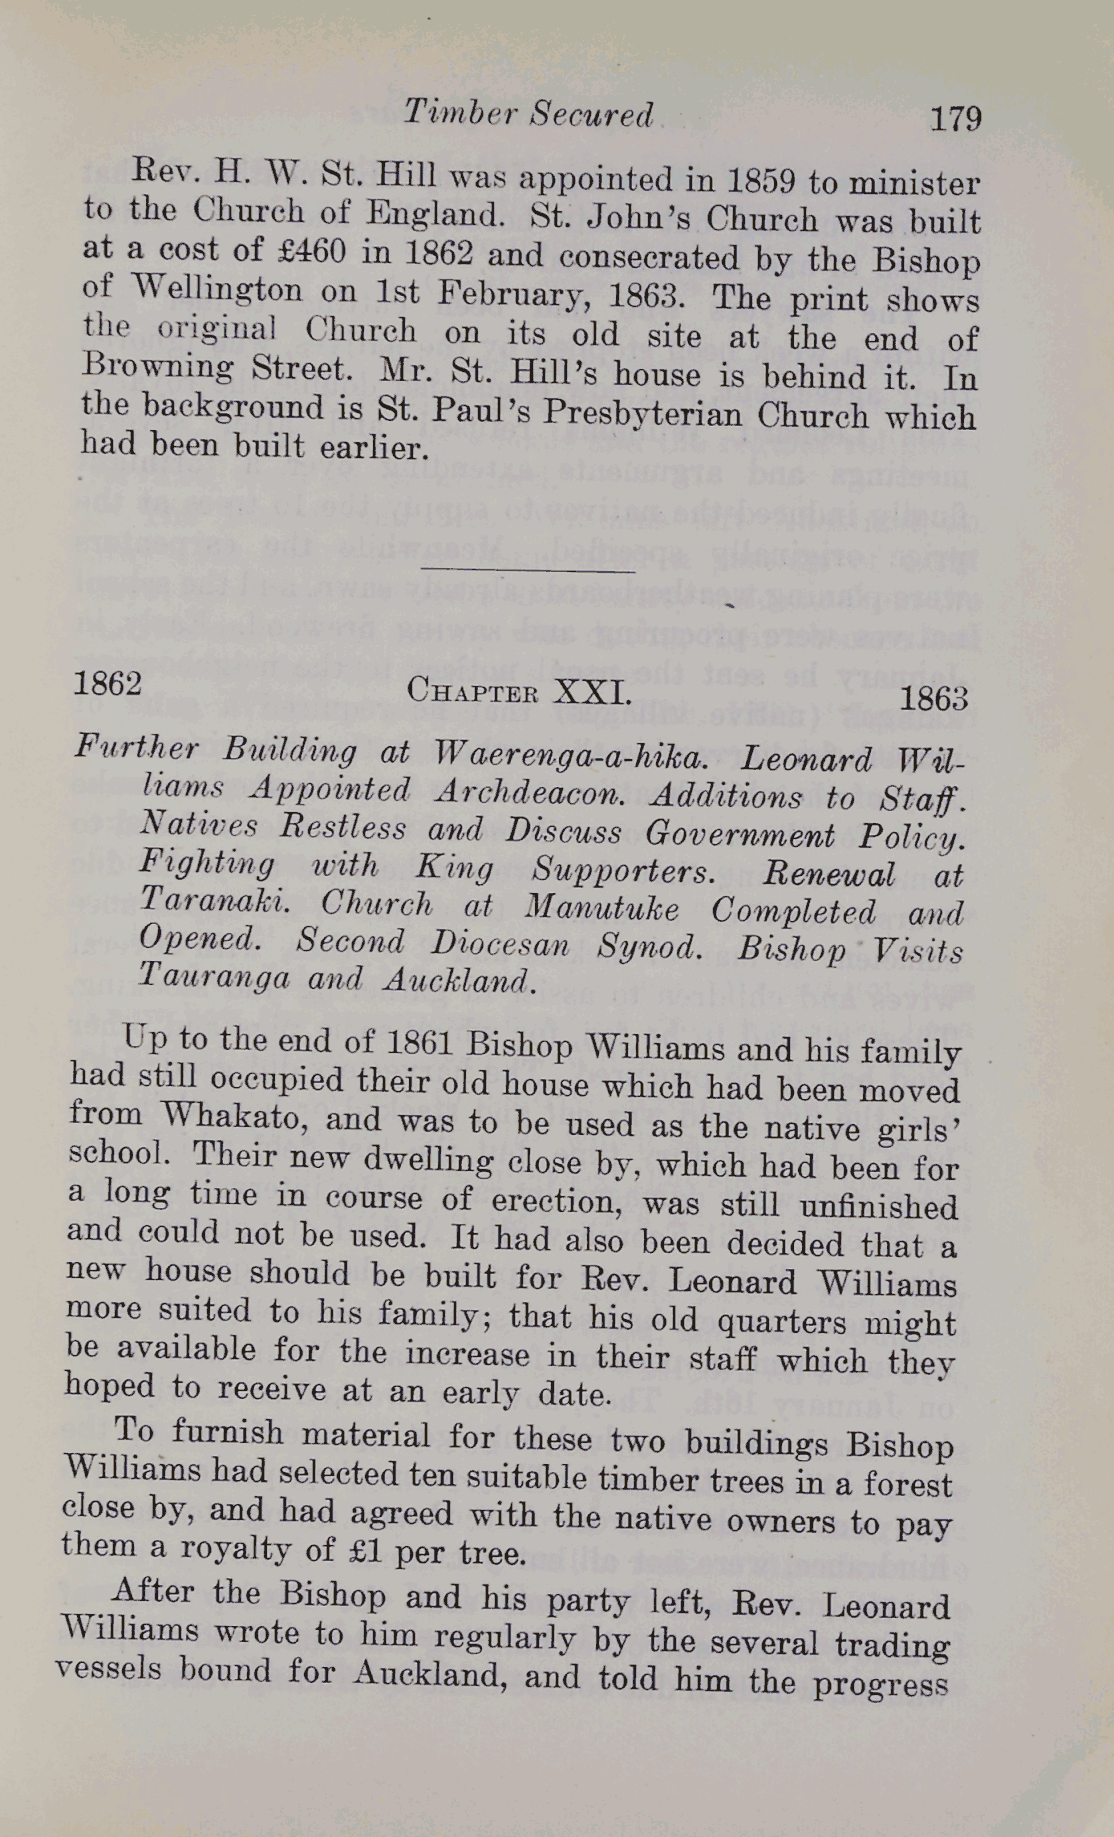 Timber Secured 179
Rev. H. W. St. Hill was appointed in 1859 to minister
to the Church of England. St. John's Church was built
at a cost of £460 in 1862 and consecrated by the Bishop
of Wellington on 1st February, 1863. The print shows
the original Church on its old site at the end of
Browning Street. Mr. St. Hill's house is behind it. In
the background is St. Paul's Presbyterian Church which
had been built earlier.
1862 CHAPTER XXI. 1863
Further Building at Waerenga-a-hika. Leonard Wil-
liams Appointed Archdeacon. Additions to Staff.
Natives Restless and Discuss Government Policy.
Fighting with King Supporters. Renewal at
Taranaki. Church at Manutuke Completed and
Opened. Second Diocesan Synod. Bishop Visits
Tauranga and Auckland.
Up to the end of 1861 Bishop Williams and his family
had still occupied their old house which had been moved
from Whakato, and was to be used as the native girls'
school. Their new dwelling close by, which had been for
a long time in course of erection, was still unfinished
and could not be used. It had also been decided that a
new house should be built for Rev. Leonard Williams
more suited to his family; that his old quarters might
be available for the increase in their staff which they
hoped to receive at an early date.
To furnish material for these two buildings Bishop
Williams had selected ten suitable timber trees in a forest
close by, and had agreed with the native owners to pay
them a royalty of £1 per tree.
After the Bishop and his party left, Rev. Leonard
Williams wrote to him regularly by the several trading
vessels bound for Auckland, and told him the progress